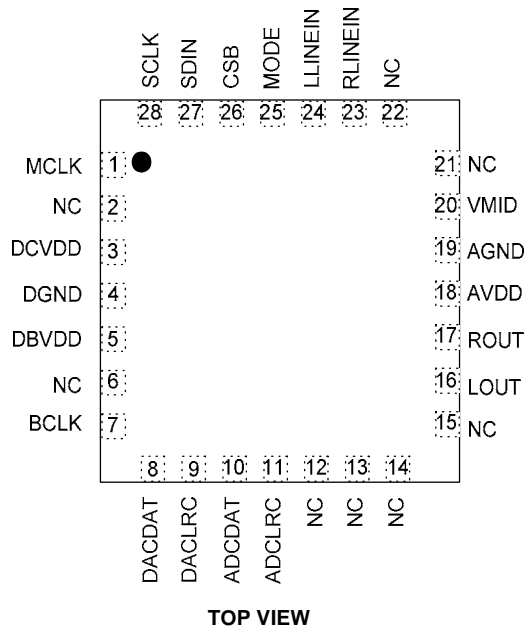 SCLK SDIN CSB MODE LLINEIN RLINEIN NC
28 27 26 25 24 23 22
MCLK 1
NC 2
DCVDD 3
DGND 4
DBVDD 5
NC 6
BCLK 7
21 NC
20 VMID
19 AGND
18 AVDD
17 ROUT
16 LOUT
15 NC
8 9 10 11 12 13 14
DACDAT DACLRC ADCDAT ADCLRC NC NC NC
TOP VIEW